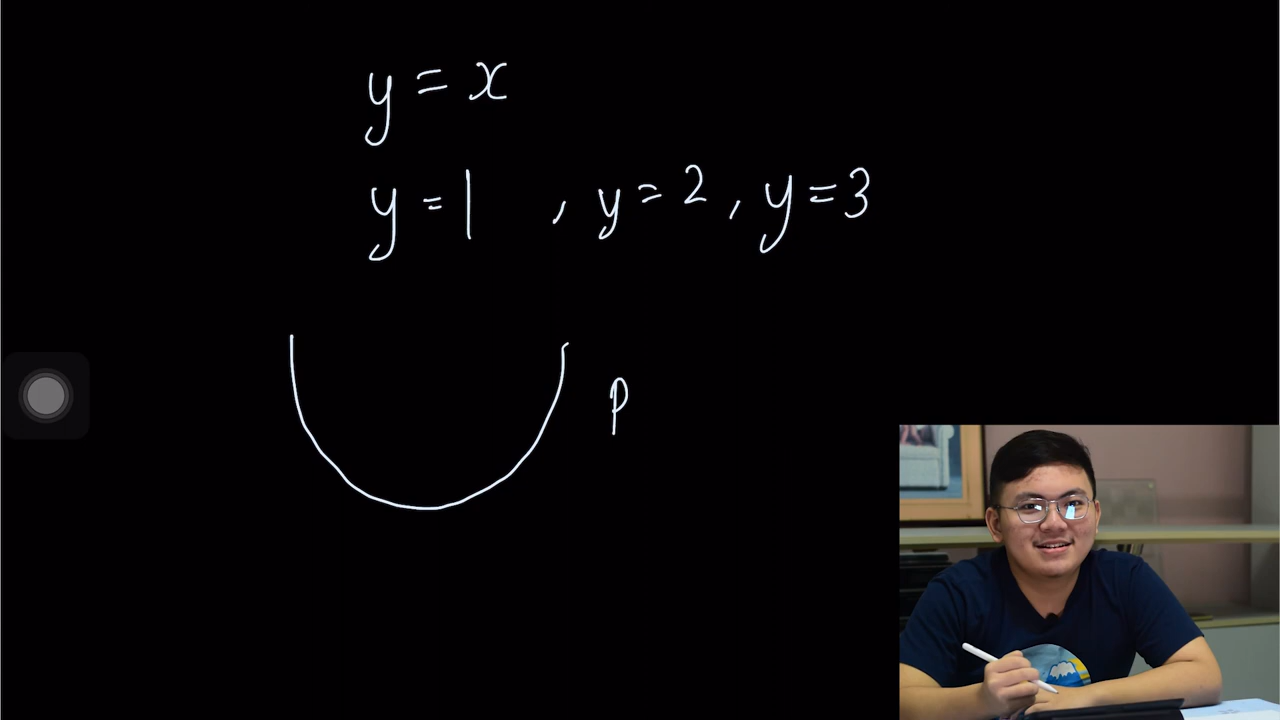 y = x
y = 1 , y = 2 , y = 3
P